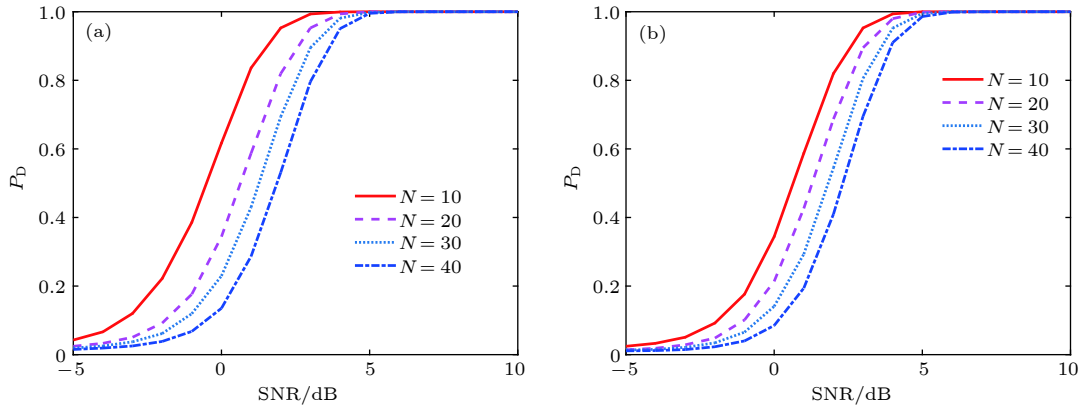 (a)
1.0
0.8
0.6
0.4
0.2
0
P_D
N = 10
N = 20
N = 30
N = 40
−5
0
5
10
SNR/dB
(b)
1.0
0.8
0.6
0.4
0.2
0
P_D
N = 10
N = 20
N = 30
N = 40
−5
0
5
10
SNR/dB